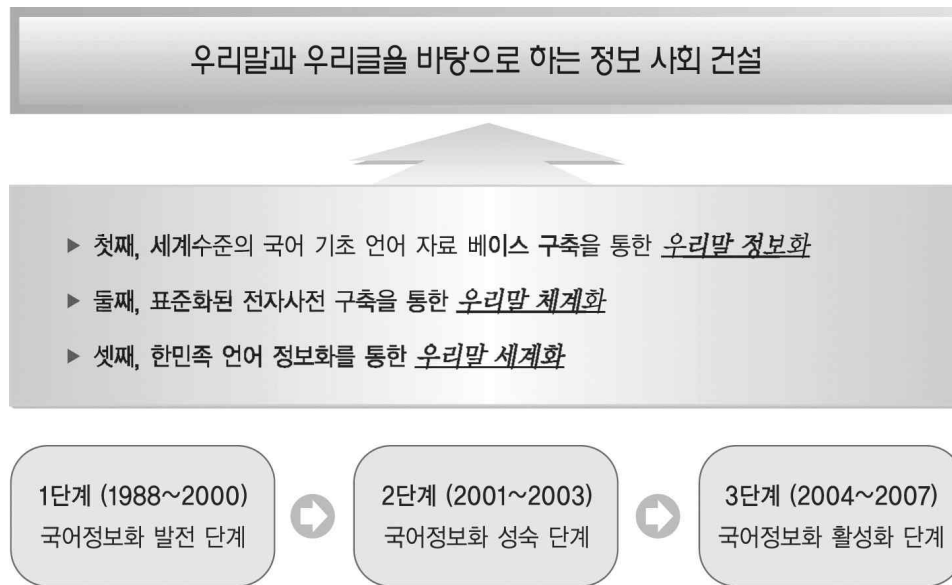 우리말과 우리글을 바탕으로 하는 정보 사회 건설
▶ 첫째, 세계수준의 국어 기초 언어 자료 베이스 구축을 통한 우리말 정보화
▶ 둘째, 표준화된 전자사전 구축을 통한 우리말 체계화
▶ 셋째, 한민족 언어 정보화를 통한 우리말 세계화
1단계 (1988~2000)
국어정보화 발전 단계
2단계 (2001~2003)
국어정보화 성숙 단계
3단계 (2004~2007)
국어정보화 활성화 단계